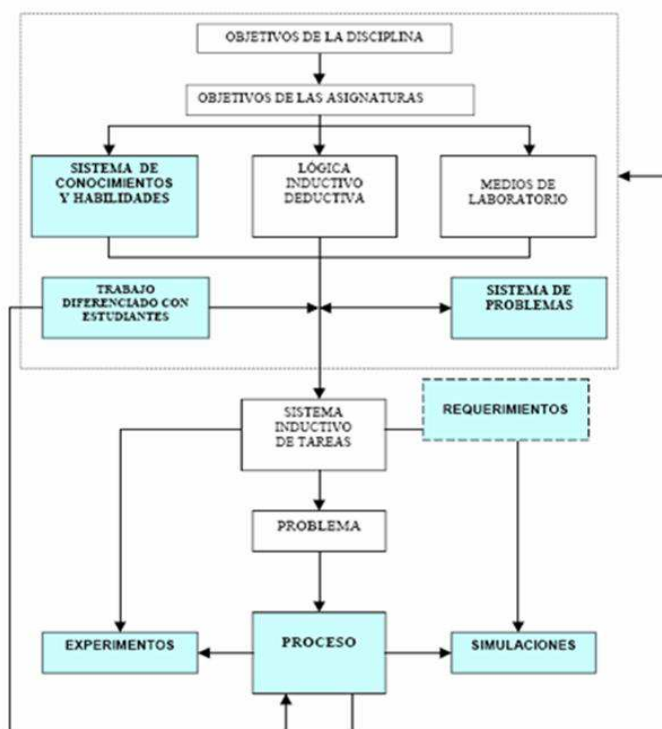 OBJETIVOS DE LA DISCIPLINA
OBJETIVOS DE LAS ASIGNATURAS
SISTEMA DE
CONOCIMIENTOS
Y HABILIDADES
LÓGICA
INDUCTIVO
DEDUCTIVA
MEDIOS DE
LABORATORIO
TRABAJO
DIFERENCIADO CON
ESTUDIANTES
SISTEMA DE
PROBLEMAS
SISTEMA
INDUCTIVO
DE TAREAS
REQUERIMIENTOS
PROBLEMA
EXPERIMENTOS
PROCESO
SIMULACIONES